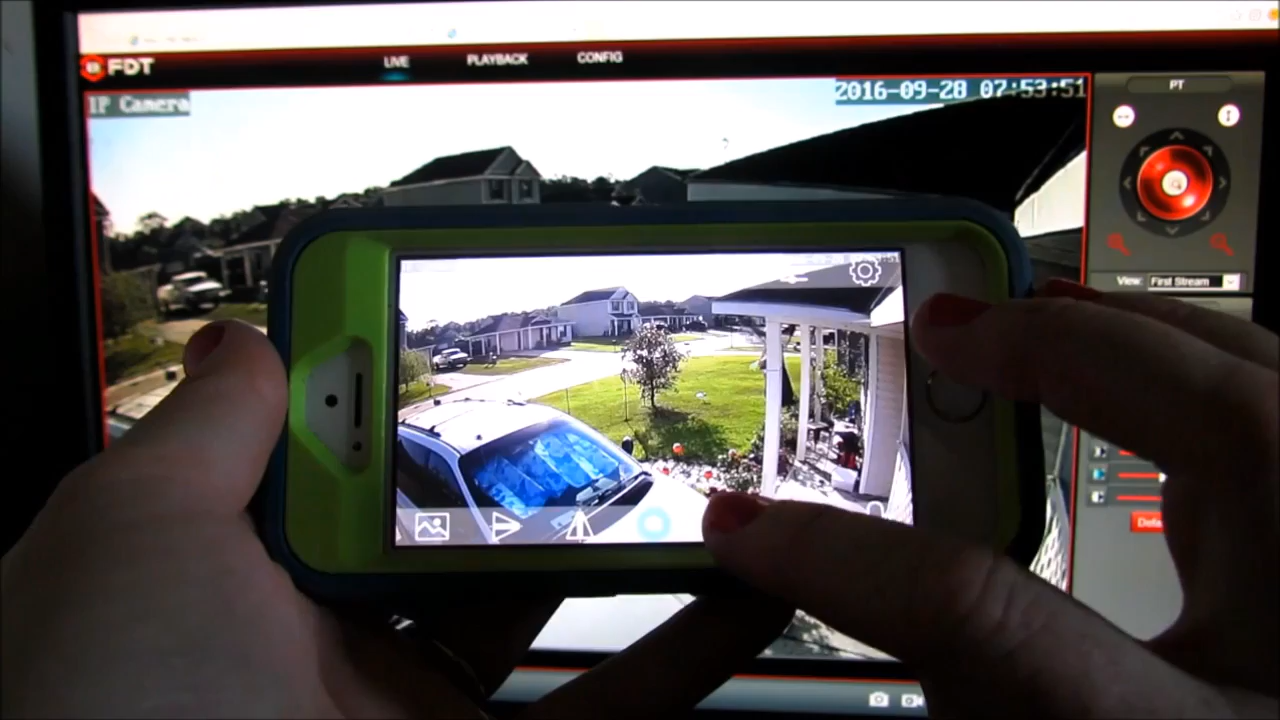 FDT
LIVE
PLAYBACK
CONFIG
IP Camera
2016-09-28 07:53:51
PT
View:
First Stream